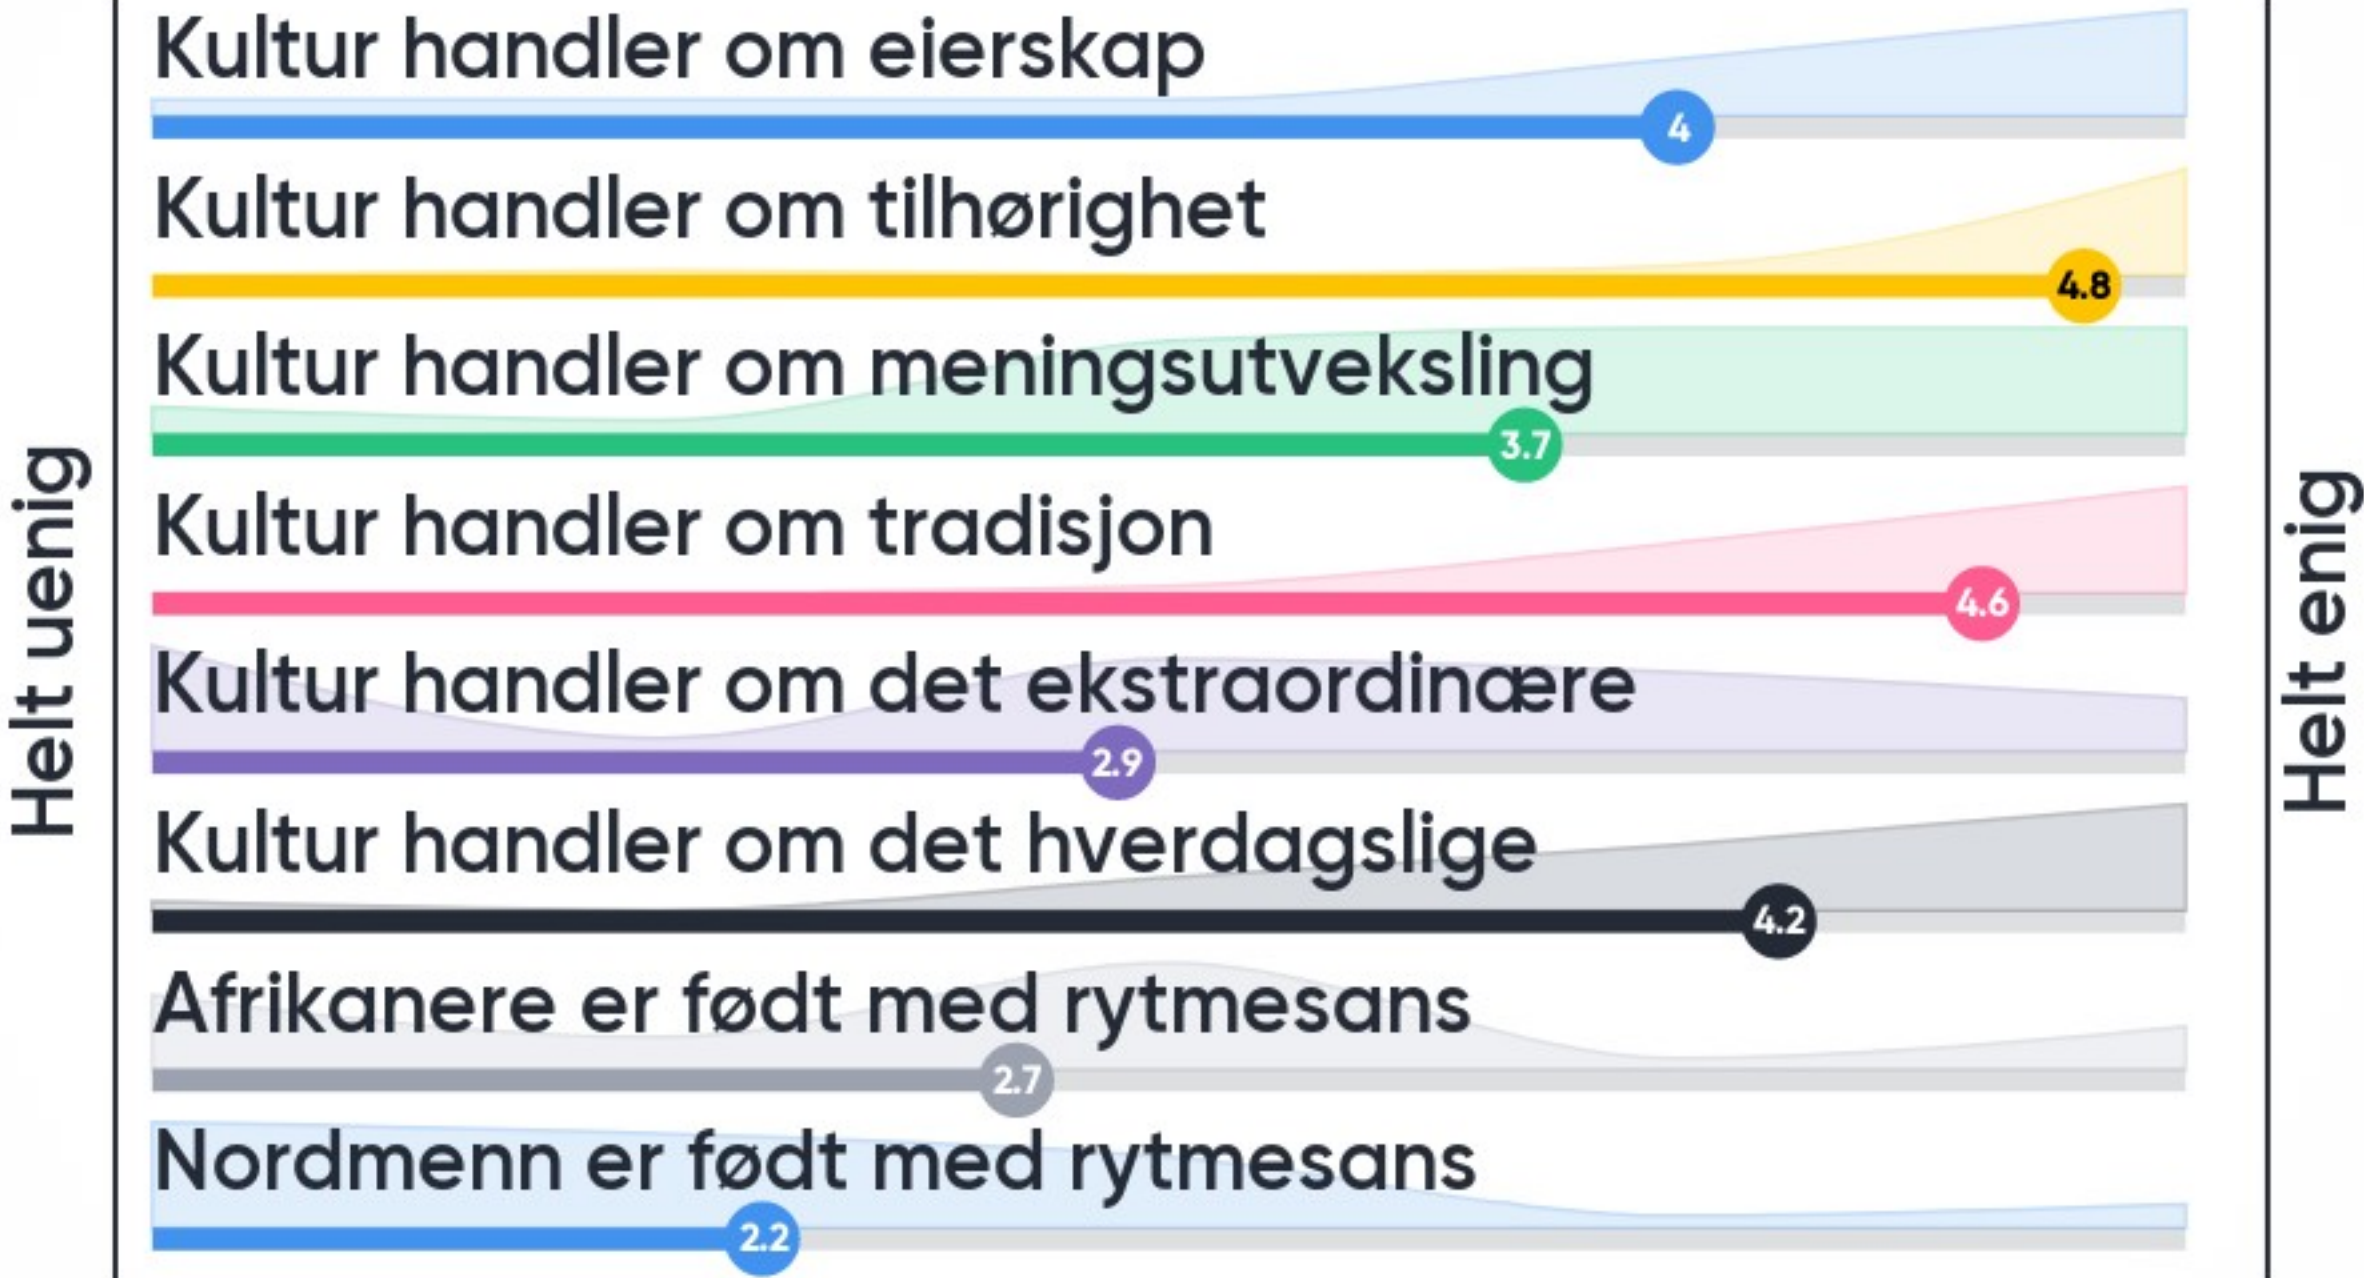 Kultur handler om eierskap
4
Kultur handler om tilhørighet
4.8
Kultur handler om meningsutveksling
3.7
Kultur handler om tradisjon
4.6
Kultur handler om det ekstraordinære
2.9
Kultur handler om det hverdagslige
4.2
Afrikanere er født med rytmesans
2.7
Nordmenn er født med rytmesans
2.2
Helt uenig
Helt enig